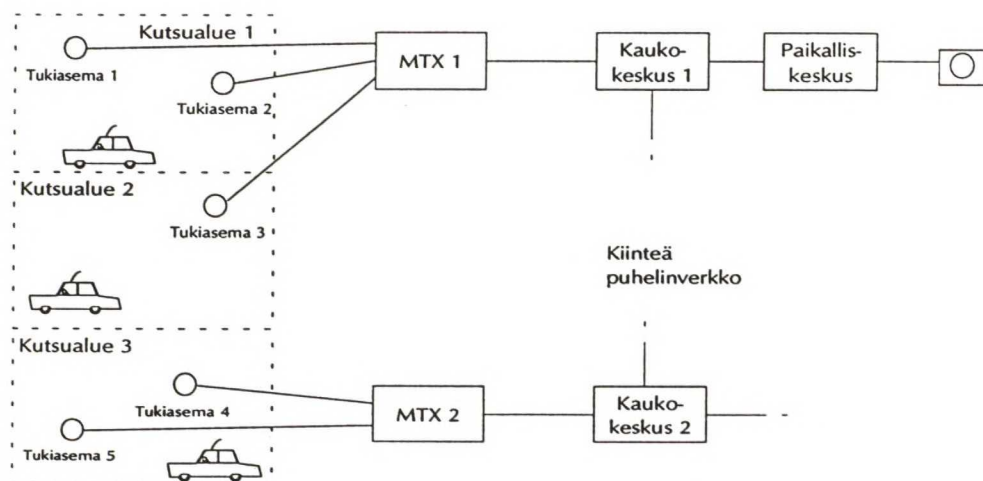 Kutsualue 1
Tukiasema 1
Tukiasema 2
MTX 1
Kauko-
keskus 1
Paikallis-
keskus
Kutsualue 2
Tukiasema 3
Kiinteä
puhelinverkko
Kutsualue 3
Tukiasema 4
Tukiasema 5
MTX 2
Kauko-
keskus 2